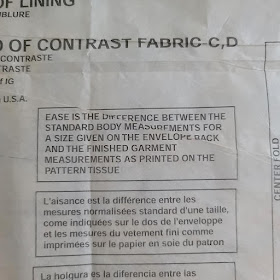 OF LINING
UBLURE
D OF CONTRAST FABRIC-C,D
CONTRASTE
TRASTE
f IG
U.S.A.
EASE IS THE DIFFERENCE BETWEEN THE
STANDARD BODY MEASUREMENTS FOR
A SIZE GIVEN ON THE ENVELOPE BACK
AND THE FINISHED GARMENT
MEASUREMENTS AS PRINTED ON THE
PATTERN TISSUE
CENTER FOLD
L'aisance est la différence entre les
mesures normalisées standard d'une taille,
come indiquées sur le dos de l'enveloppe
et les mesures du vetement fini comme
imprimées sur le papier en soie du patron
La holgura es la diferencia entre las